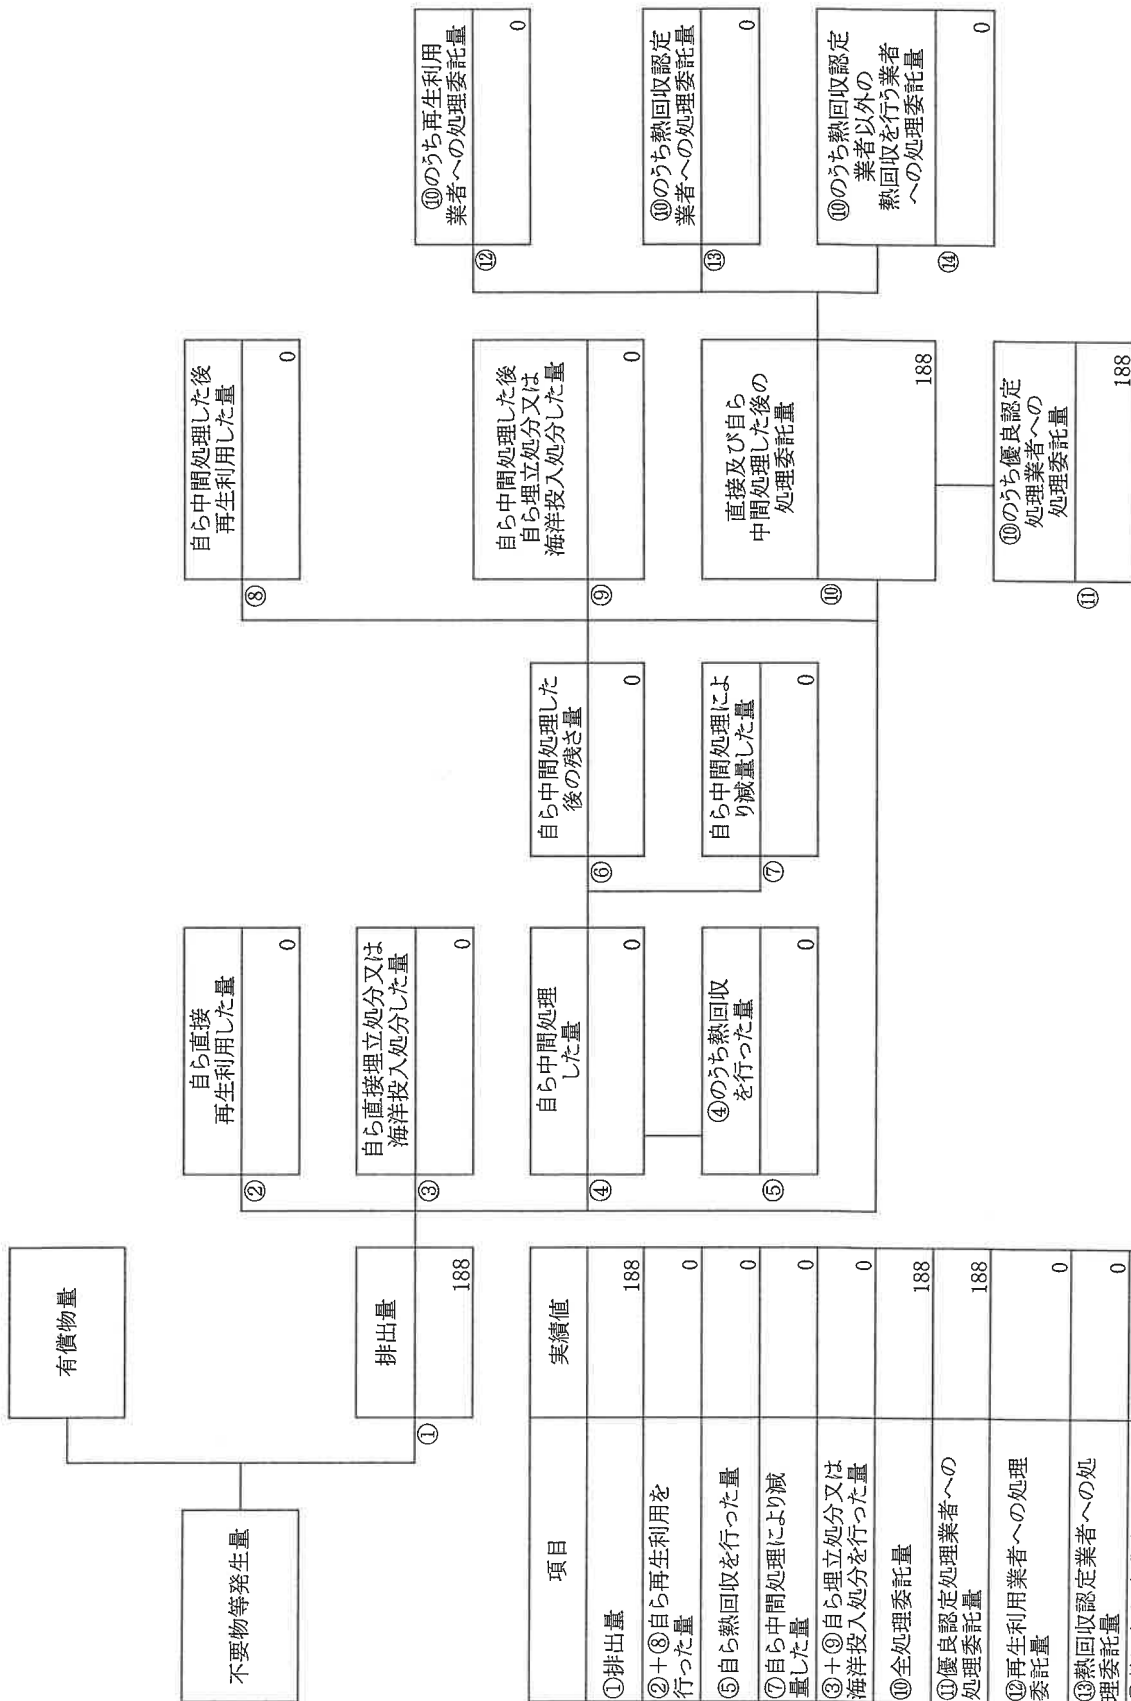 不要物等発生量
有償物量
排出量
①
188
②
自ら直接
再生利用した量
0
③
自ら直接埋立処分又は
海洋投入処分した量
0
④
自ら中間処理
した量
0
⑤
④のうち熱回収
を行った量
0
⑥
自ら中間処理した
後の残さ量
0
⑦
自ら中間処理によ
り減量した量
0
⑧
自ら中間処理した後
再生利用した量
0
⑨
自ら中間処理した後
自ら埋立処分又は
海洋投入処分した量
0
⑩
直接及び自ら
中間処理した後の
処理委託量
188
⑪
⑩のうち優良認定
処理業者への
処理委託量
188
⑫
⑩のうち再生利用
業者への処理委託量
0
⑬
⑩のうち熱回収認定
業者への処理委託量
0
⑭
⑩のうち熱回収認定
業者以外の
熱回収を行う業者
への処理委託量
0
項目 実績値
①排出量 188
②+⑧自ら再生利用を
行った量 0
⑤自ら熱回収を行った量 0
⑦自ら中間処理により減
量した量 0
③+⑨自ら埋立処分又は
海洋投入処分を行った量 0
⑩全処理委託量 188
⑪優良認定処理業者への
処理委託量 188
⑫再生利用業者への処理
委託量 0
⑬熱回収認定業者への処
理委託量 0